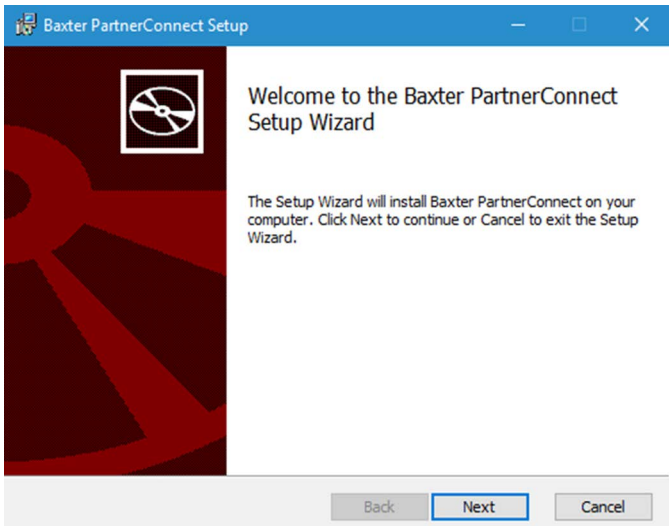 Baxter PartnerConnect Setup
Welcome to the Baxter PartnerConnect
Setup Wizard
The Setup Wizard will install Baxter PartnerConnect on your
computer. Click Next to continue or Cancel to exit the Setup
Wizard.
Back Next Cancel